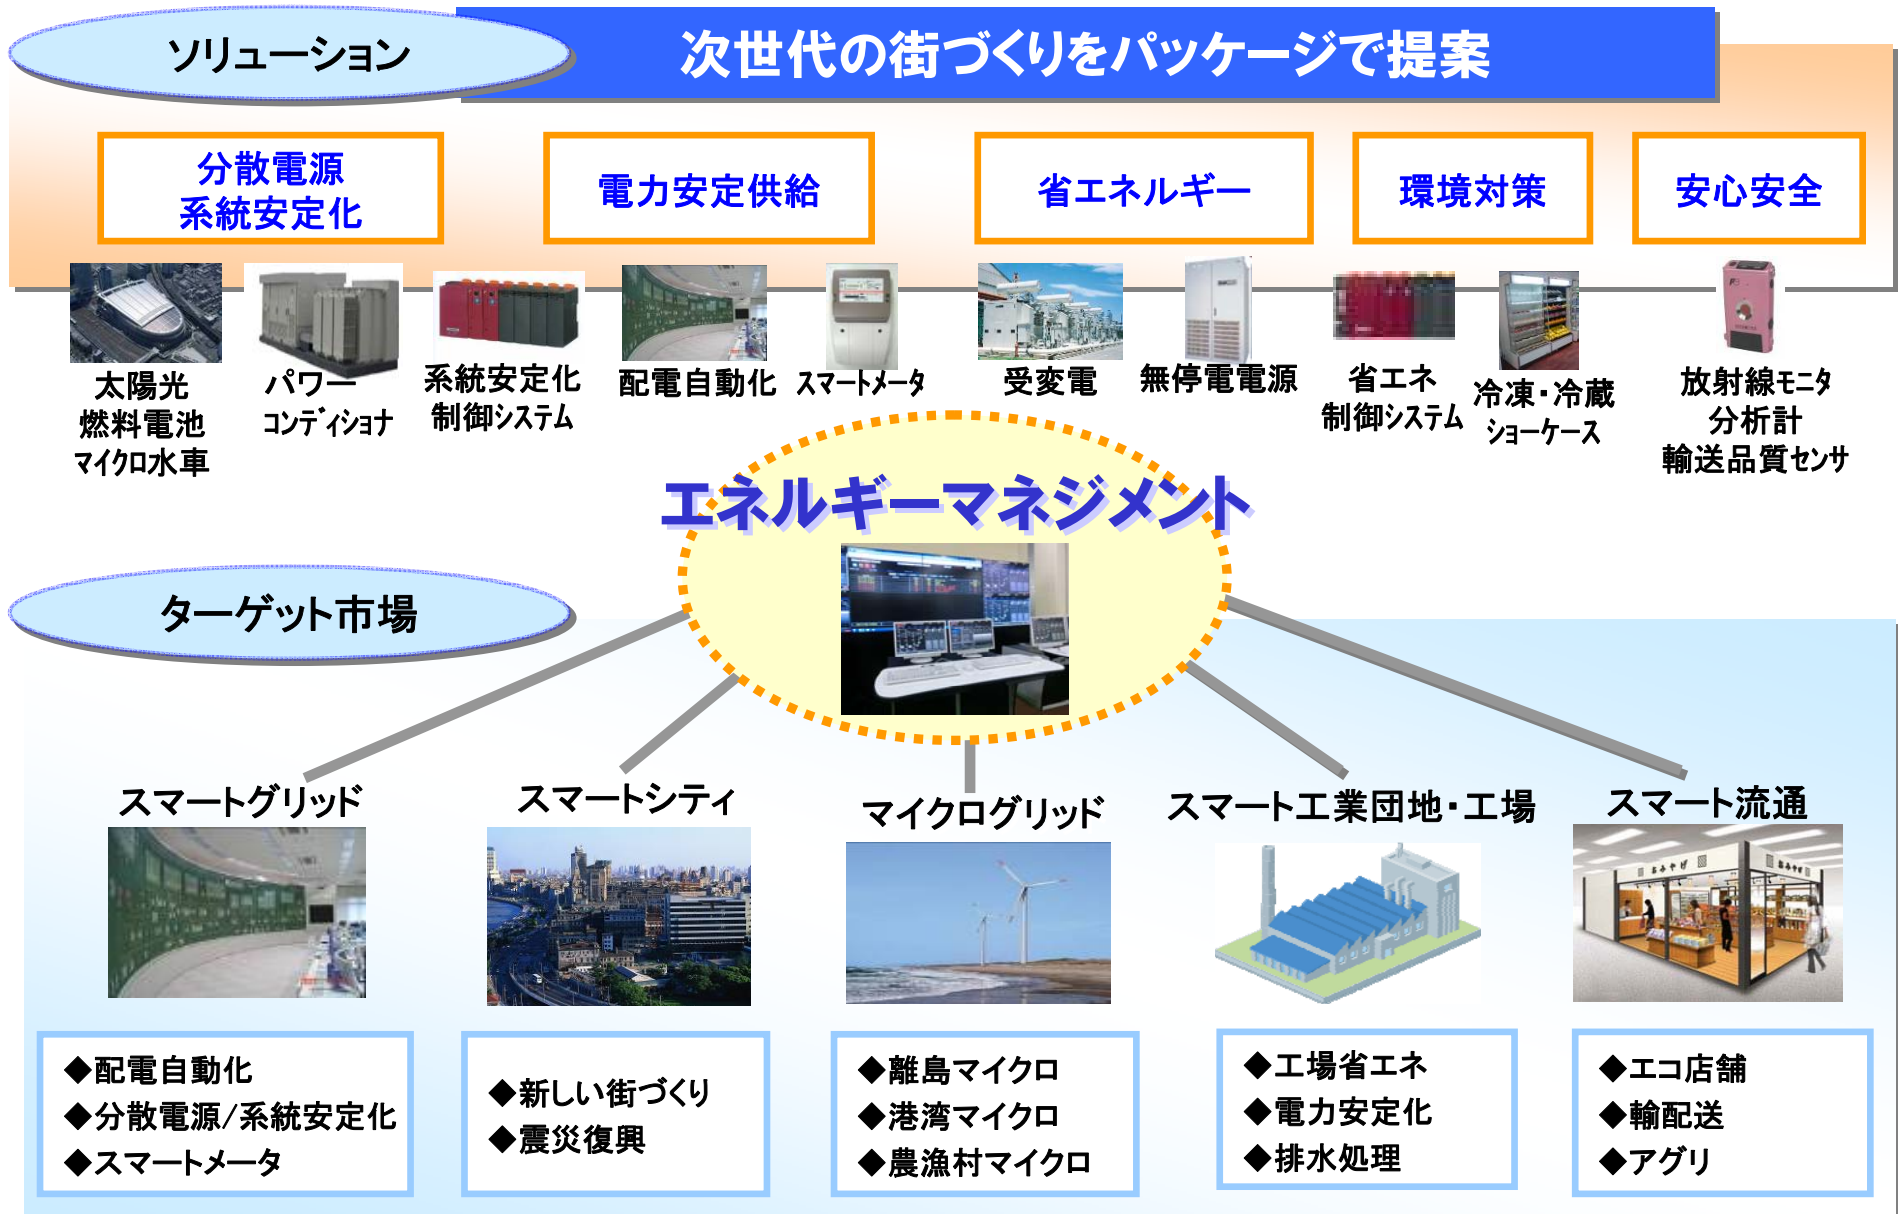 ソリューション
次世代の街づくりをパッケージで提案
分散電源
系統安定化
電力安定供給
省エネルギー
環境対策
安心安全
太陽光
燃料電池
マイクロ水車
パワー
コンディショナ
系統安定化
制御システム
配電自動化
スマートメータ
受変電
無停電電源
省エネ
制御システム
冷凍・冷蔵
ショーケース
放射線モニタ
分析計
輸送品質センサ
エネルギーマネジメント
ターゲット市場
スマートグリッド
スマートシティ
マイクログリッド
スマート工業団地・工場
スマート流通
おみやげ
おみやげ
◆配電自動化
◆分散電源/系統安定化
◆スマートメータ
◆新しい街づくり
◆震災復興
◆離島マイクロ
◆港湾マイクロ
◆農漁村マイクロ
◆工場省エネ
◆電力安定化
◆排水処理
◆エコ店舗
◆輸配送
◆アグリ